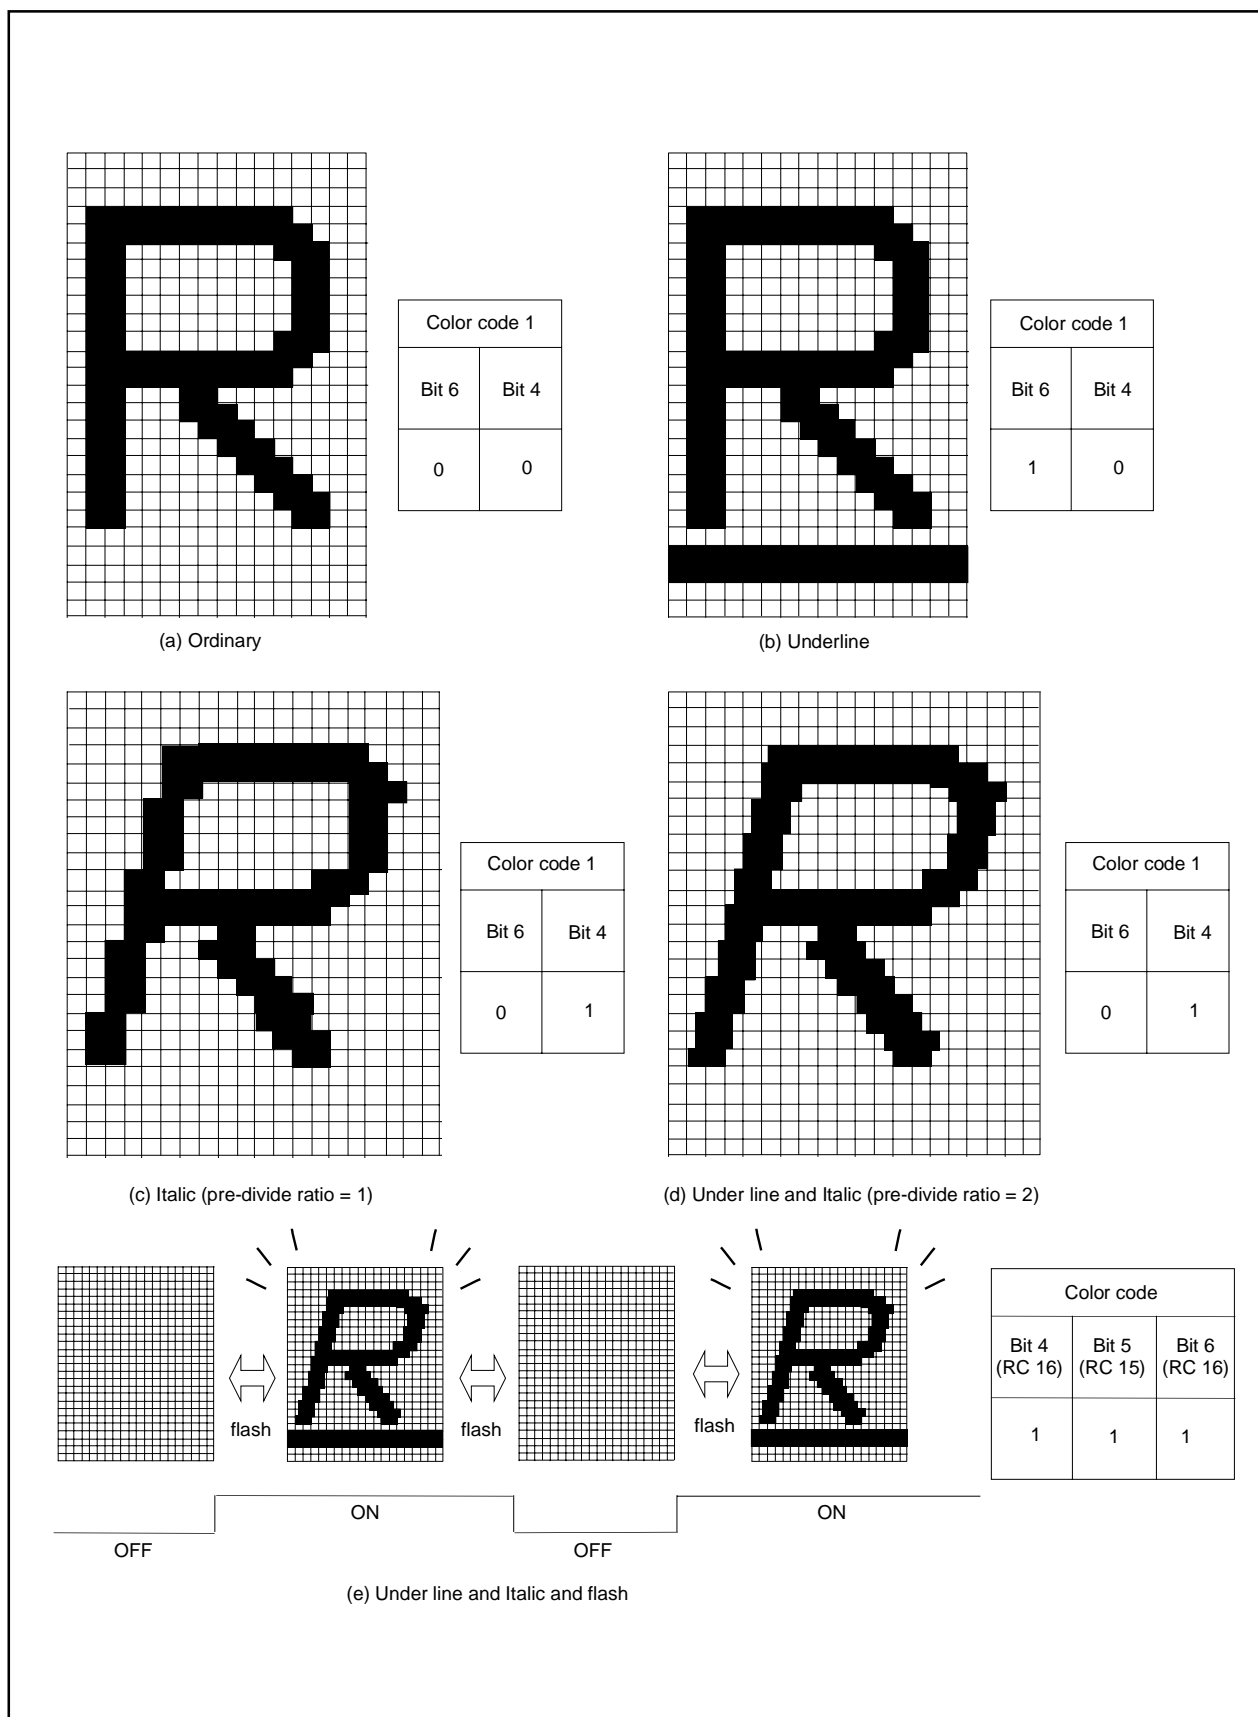 Color code 1
Bit 6 Bit 4
0 0
(a) Ordinary
Color code 1
Bit 6 Bit 4
1 0
(b) Underline
Color code 1
Bit 6 Bit 4
0 1
(c) Italic (pre-divide ratio = 1)
Color code 1
Bit 6 Bit 4
0 1
(d) Under line and Italic (pre-divide ratio = 2)
flash
flash
flash
Color code
Bit 4 Bit 5 Bit 6
(RC 16) (RC 15) (RC 16)
1 1 1
OFF ON OFF ON
(e) Under line and Italic and flash